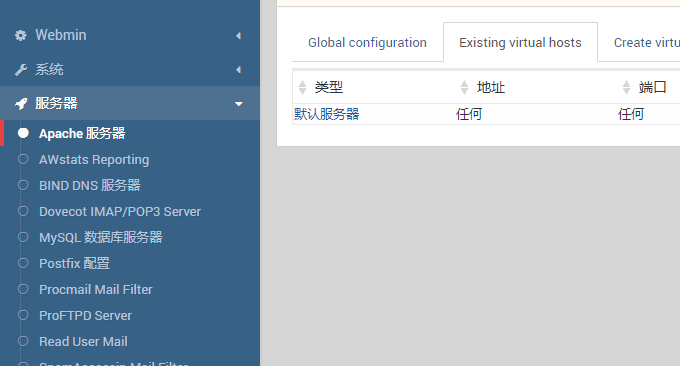 Webmin
系统
服务器
Apache 服务器
AWstats Reporting
BIND DNS 服务器
Dovecot IMAP/POP3 Server
MySQL 数据库服务器
Postfix 配置
Procmail Mail Filter
ProFTPD Server
Read User Mail
SpamAssassin Mail Filter
Global configuration Existing virtual hosts Create virtu
类型 地址 端口
默认服务器 任何 任何